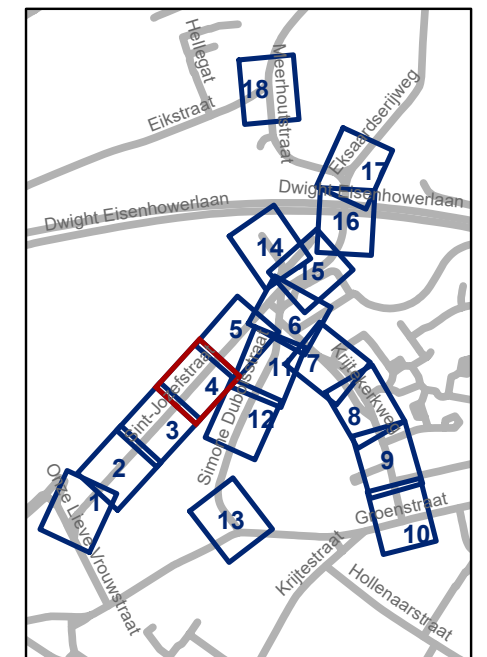 Hellegat
Meerhoutstraat
18
Eikstraat
Eksaardserijweg
17
Dwight Eisenhowerlaan
Dwight Eisenhowerlaan
16
14
15
5
6
Sint-Jozefstraat
4
11
7
Krijtekerkweg
3
Simone Duboisstraat
12
8
2
9
Onze Lieve Vrouwstraat
1
13
Groenstraat
10
Krijtestraat
Hollenaarstraat